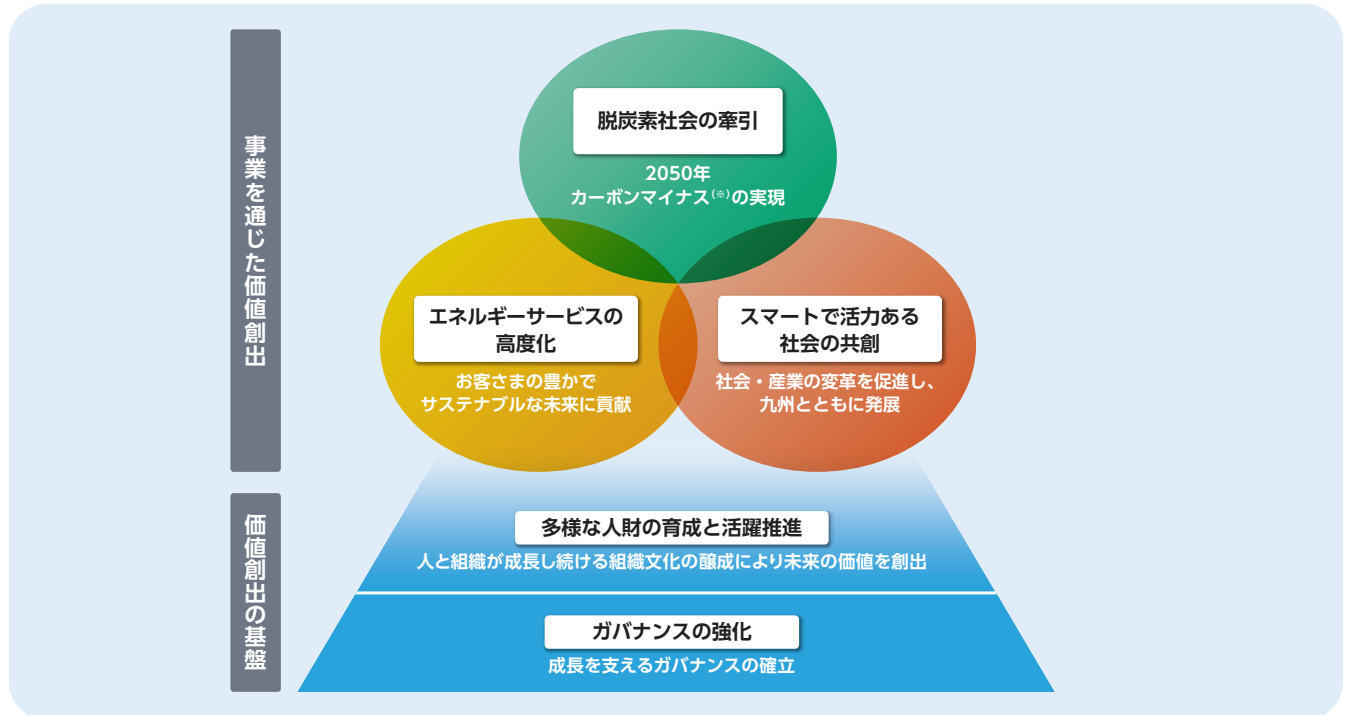 事業を通じた価値創出
脱炭素社会の牽引
2050年
カーボンマイナス(※)の実現
エネルギーサービスの
高度化
お客さまの豊かで
サステナブルな未来に貢献
スマートで活力ある
社会の共創
社会・産業の変革を促進し、
九州とともに発展
価値創出の基盤
多様な人財の育成と活躍推進
人と組織が成長し続ける組織文化の醸成により未来の価値を創出
ガバナンスの強化
成長を支えるガバナンスの確立